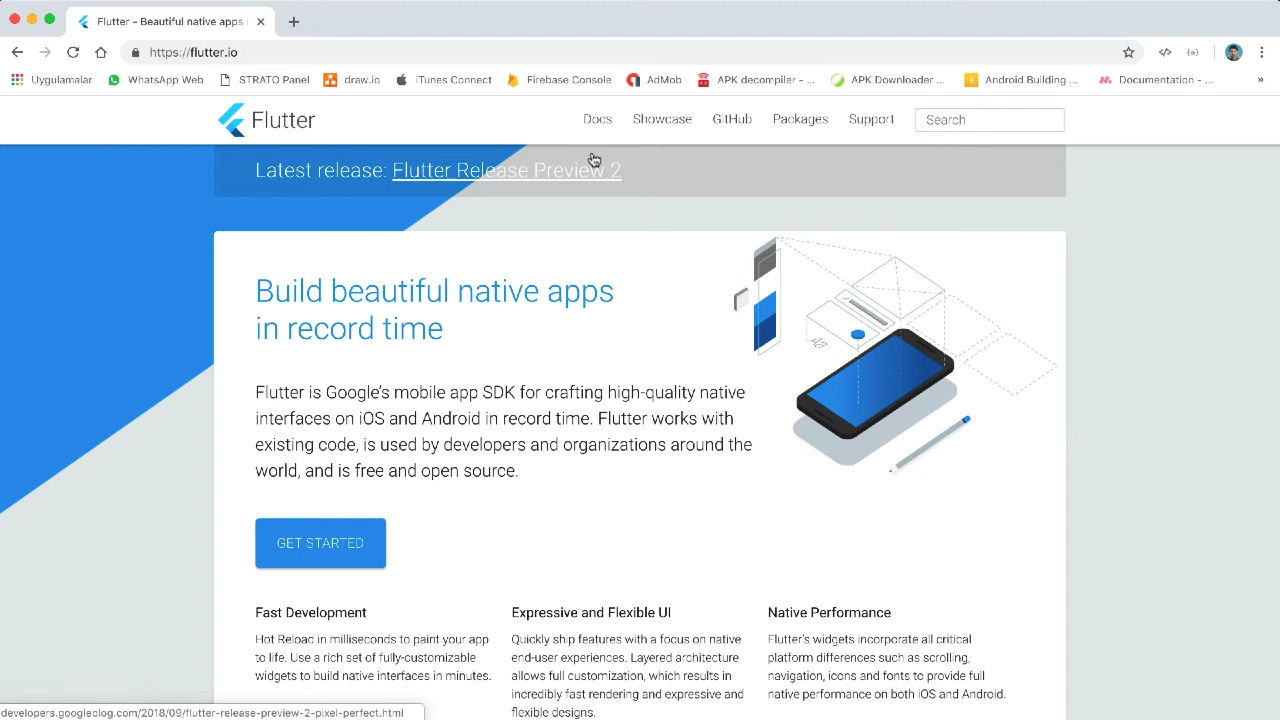 Flutter - Beautiful native apps
https://flutter.io
Uygulamalar
WhatsApp Web
STRATO Panel
draw.io
iTunes Connect
Firebase Console
AdMob
APK decompiler - ...
APK Downloader ...
Android Building ...
Documentation - ...
»
Flutter
Docs
Showcase
GitHub
Packages
Support
Search
Latest release: Flutter Release Preview 2
Build beautiful native apps
in record time
Flutter is Google's mobile app SDK for crafting high-quality native
interfaces on iOS and Android in record time. Flutter works with
existing code, is used by developers and organizations around the
world, and is free and open source.
Aa
GET STARTED
Fast Development
Hot Reload in milliseconds to paint your app
to life. Use a rich set of fully-customizable
widgets to build native interfaces in minutes.
Expressive and Flexible UI
Quickly ship features with a focus on native
end-user experiences. Layered architecture
allows full customization, which results in
incredibly fast rendering and expressive and
flexible designs.
Native Performance
Flutter's widgets incorporate all critical
platform differences such as scrolling,
navigation, icons and fonts to provide full
native performance on both iOS and Android.
developers.googleblog.com/2018/09/flutter-release-preview-2-pixel-perfect.html